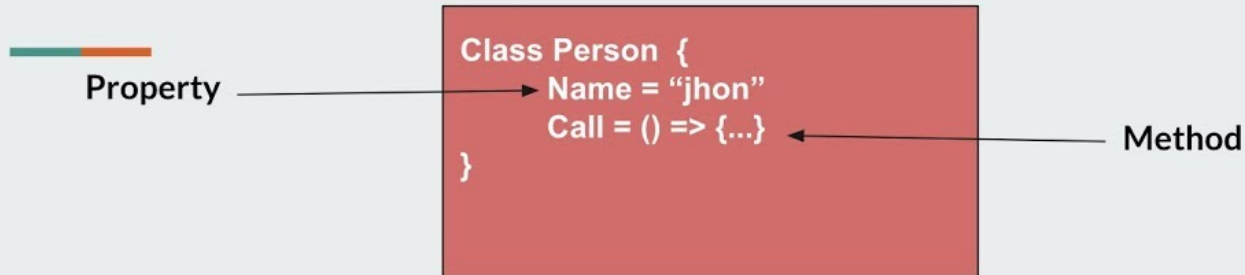 Class Person {
Property
Name = “jhon”
Call = () => {...}
Method
}